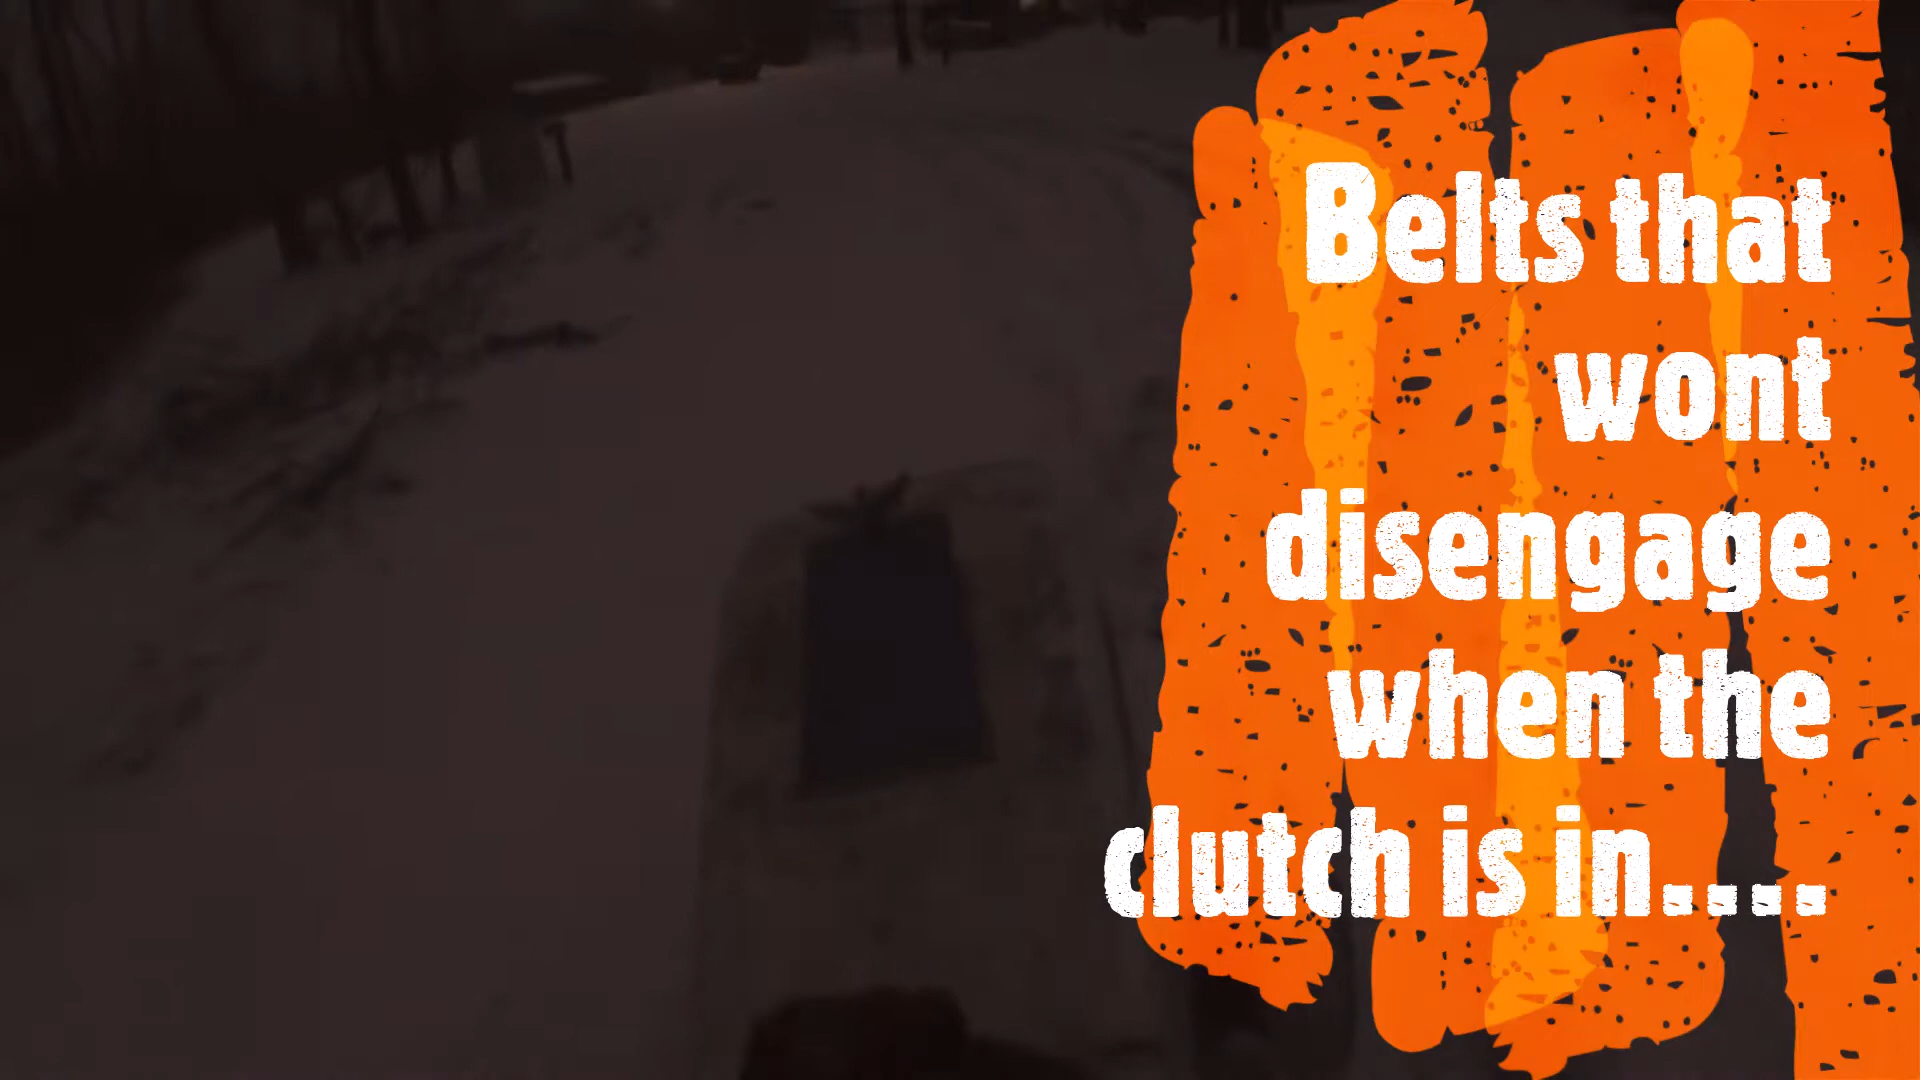 Belts that
wont
disengage
when the
clutch is in....